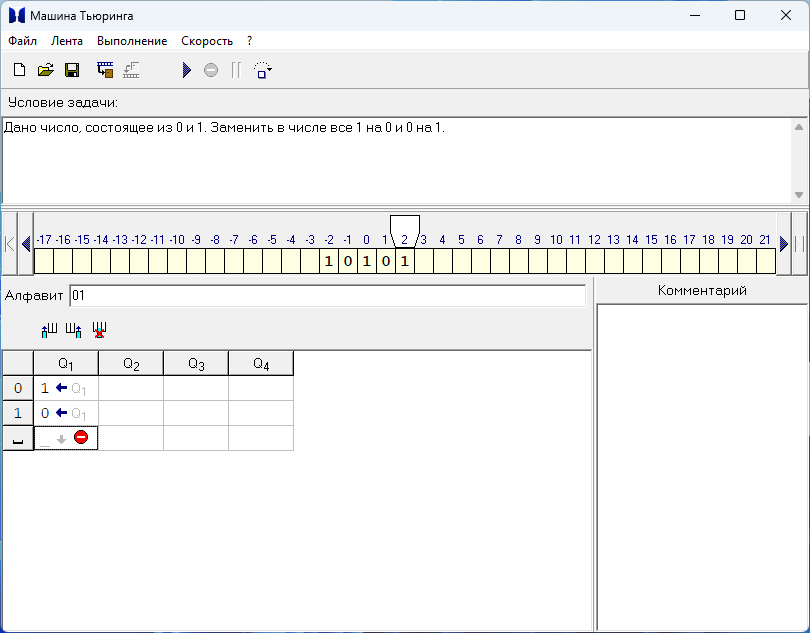 Машина Тьюринга
Файл Лента Выполнение Скорость ?
Условие задачи:
Дано число, состоящее из 0 и 1. Заменить в числе все 1 на 0 и 0 на 1.
-17 -16 -15 -14 -13 -12 -11 -10 -9 -8 -7 -6 -5 -4 -3 -2 -1 0 1 2 3 4 5 6 7 8 9 10 11 12 13 14 15 16 17 18 19 20 21
1 0 1 0 1
Алфавит 01
Комментарий
Q1 Q2 Q3 Q4
0 1 ← Q1
1 0 ← Q1
␣ _ ↓